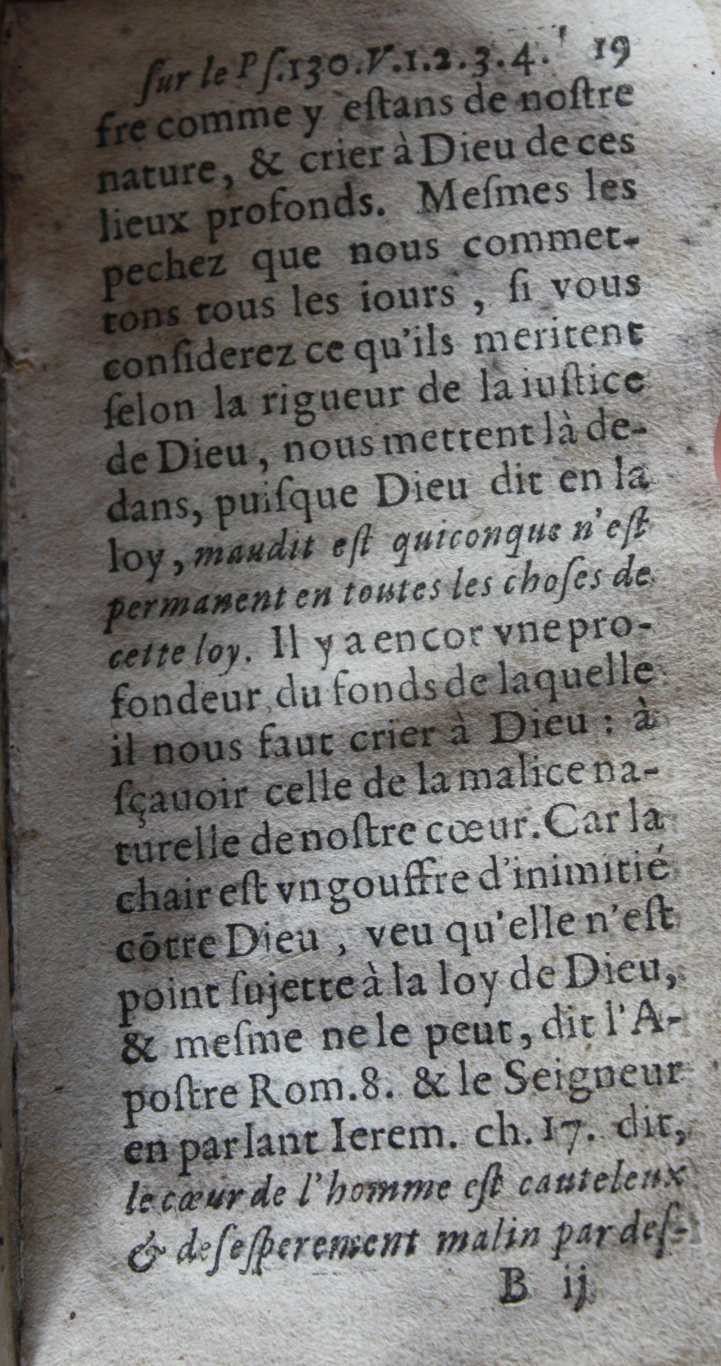 ſur le Pſ.130.V.1.2.3.4. 19
fre comme y eſtans de noſtre
nature, & crier à Dieu de ces
lieux profonds. Meſmes les
pechez que nous commet-
tons tous les iours, ſi vous
conſiderez ce qu'ils meritent
ſelon la rigueur de la iuſtice
de Dieu, nous mettent là de-
dans, puiſque Dieu dit en la
loy, maudit eſt quiconque n'eſt
permanent en toutes les choſes de
cette loy. Il y a encor vne pro-
fondeur, du fonds de laquelle
il nous faut crier à Dieu : à
ſçauoir celle de la malice na-
turelle de noſtre cœur. Car la
chair eſt vn gouffre d'inimitié
cōtre Dieu, veu qu'elle n'eſt
point ſujette à la loy de Dieu,
& meſme ne le peut, dit l'A-
poſtre Rom.8. & le Seigneur
en parlant Ierem. ch.17. dit,
le cœur de l'homme eſt cauteleux
& deſeſperement malin par deſ-
B ij